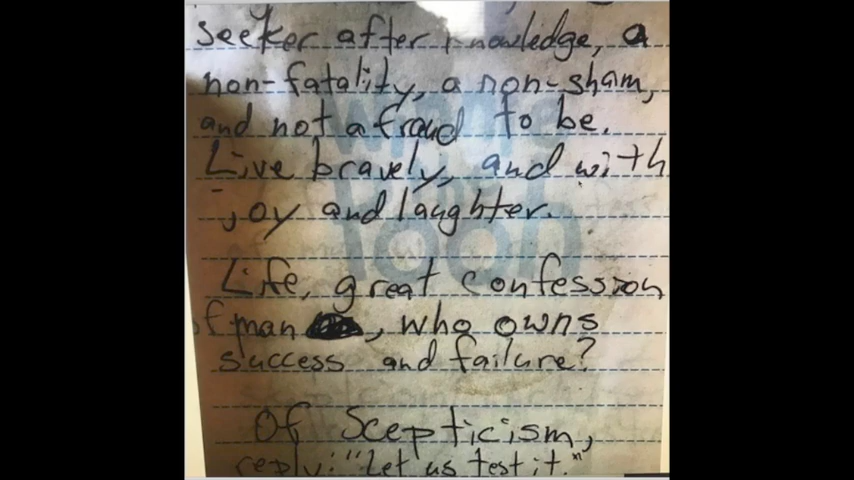 seeker after knowledge, a
non-fatality, a non-sham,
and not afraud to be.
Live bravely, and with
joy and laughter.
Life, great confession
of man , who owns
success and failure?
Of Scepticism,
reply: "Let us test it."